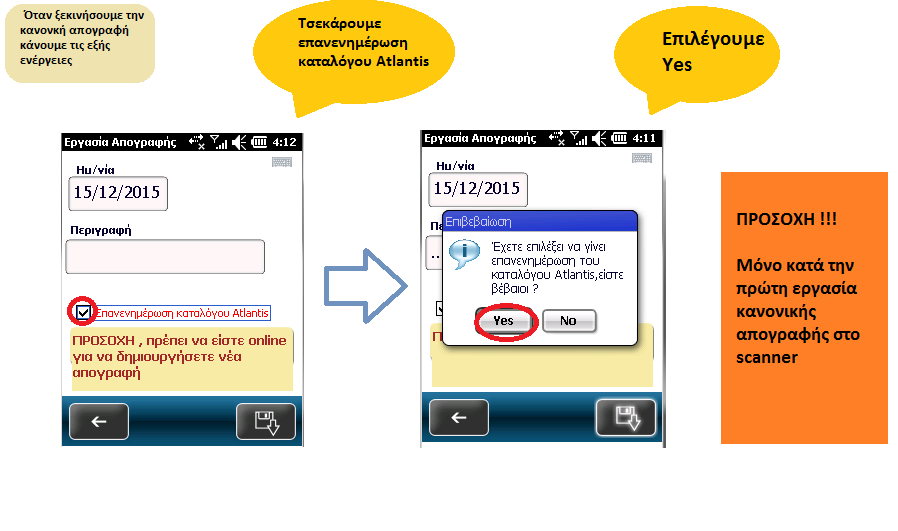 Όταν ξεκινήσουμε την
κανονκή απογραφή
κάνουμε τις εξής
ενέργειες
Τσεκάρουμε
επανενημέρωση
καταλόγου Atlantis
Επιλέγουμε
Yes
Εργασία Απογραφής 4:12
Ημ/νία
15/12/2015
Περιγραφή
Επανενημέρωση καταλόγου Atlantis
ΠΡΟΣΟΧΗ , πρέπει να είστε online
για να δημιουργήσετε νέα
απογραφή
Εργασία Απογραφής 4:11
Ημ/νία
15/12/2015
Πε
...
Επιβεβαίωση
Έχετε επιλέξει να γίνει
επανενημέρωση του
καταλόγου Atlantis,είστε
βέβαιοι ?
Yes No
Π
ΠΡΟΣΟΧΗ !!!
Μόνο κατά την
πρώτη εργασία
κανονικής
απογραφής στο
scanner